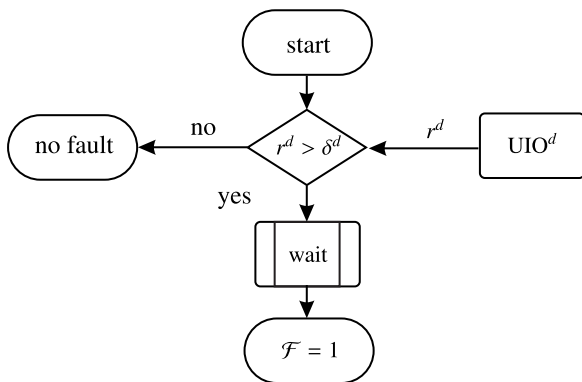 start
no
r^d
no fault
r^d > δ^d
UIO^d
yes
wait
ℱ = 1